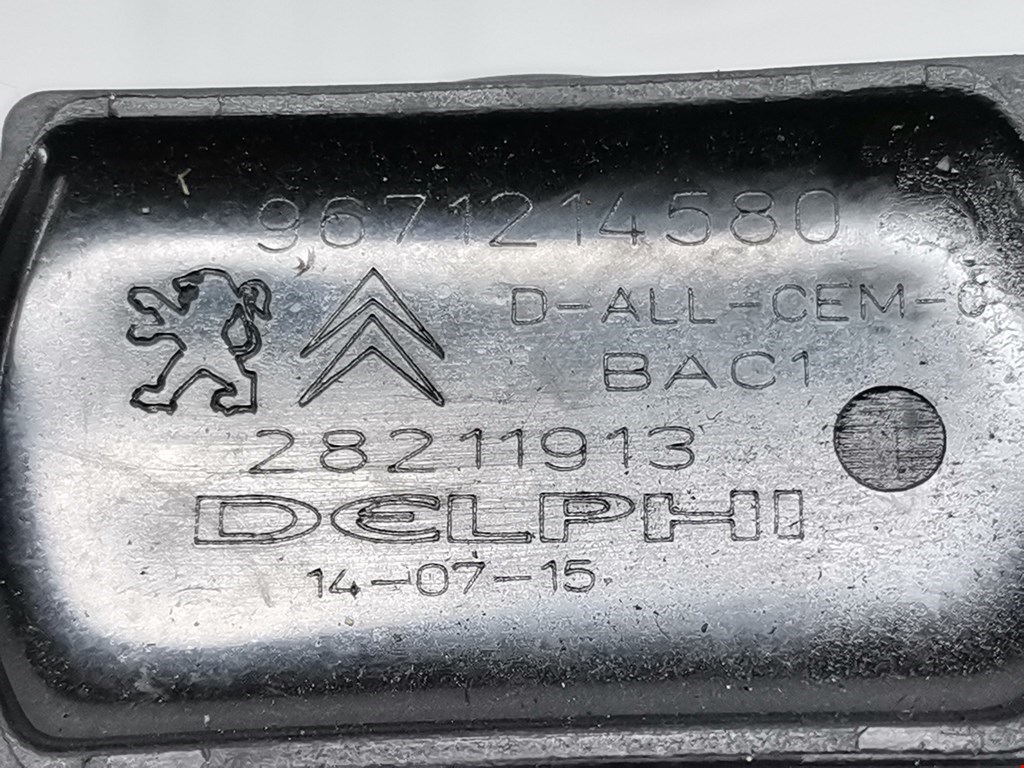 9671214580
D-ALL-CEM-C
BAC1
28211913
DELPHI
14-07-15